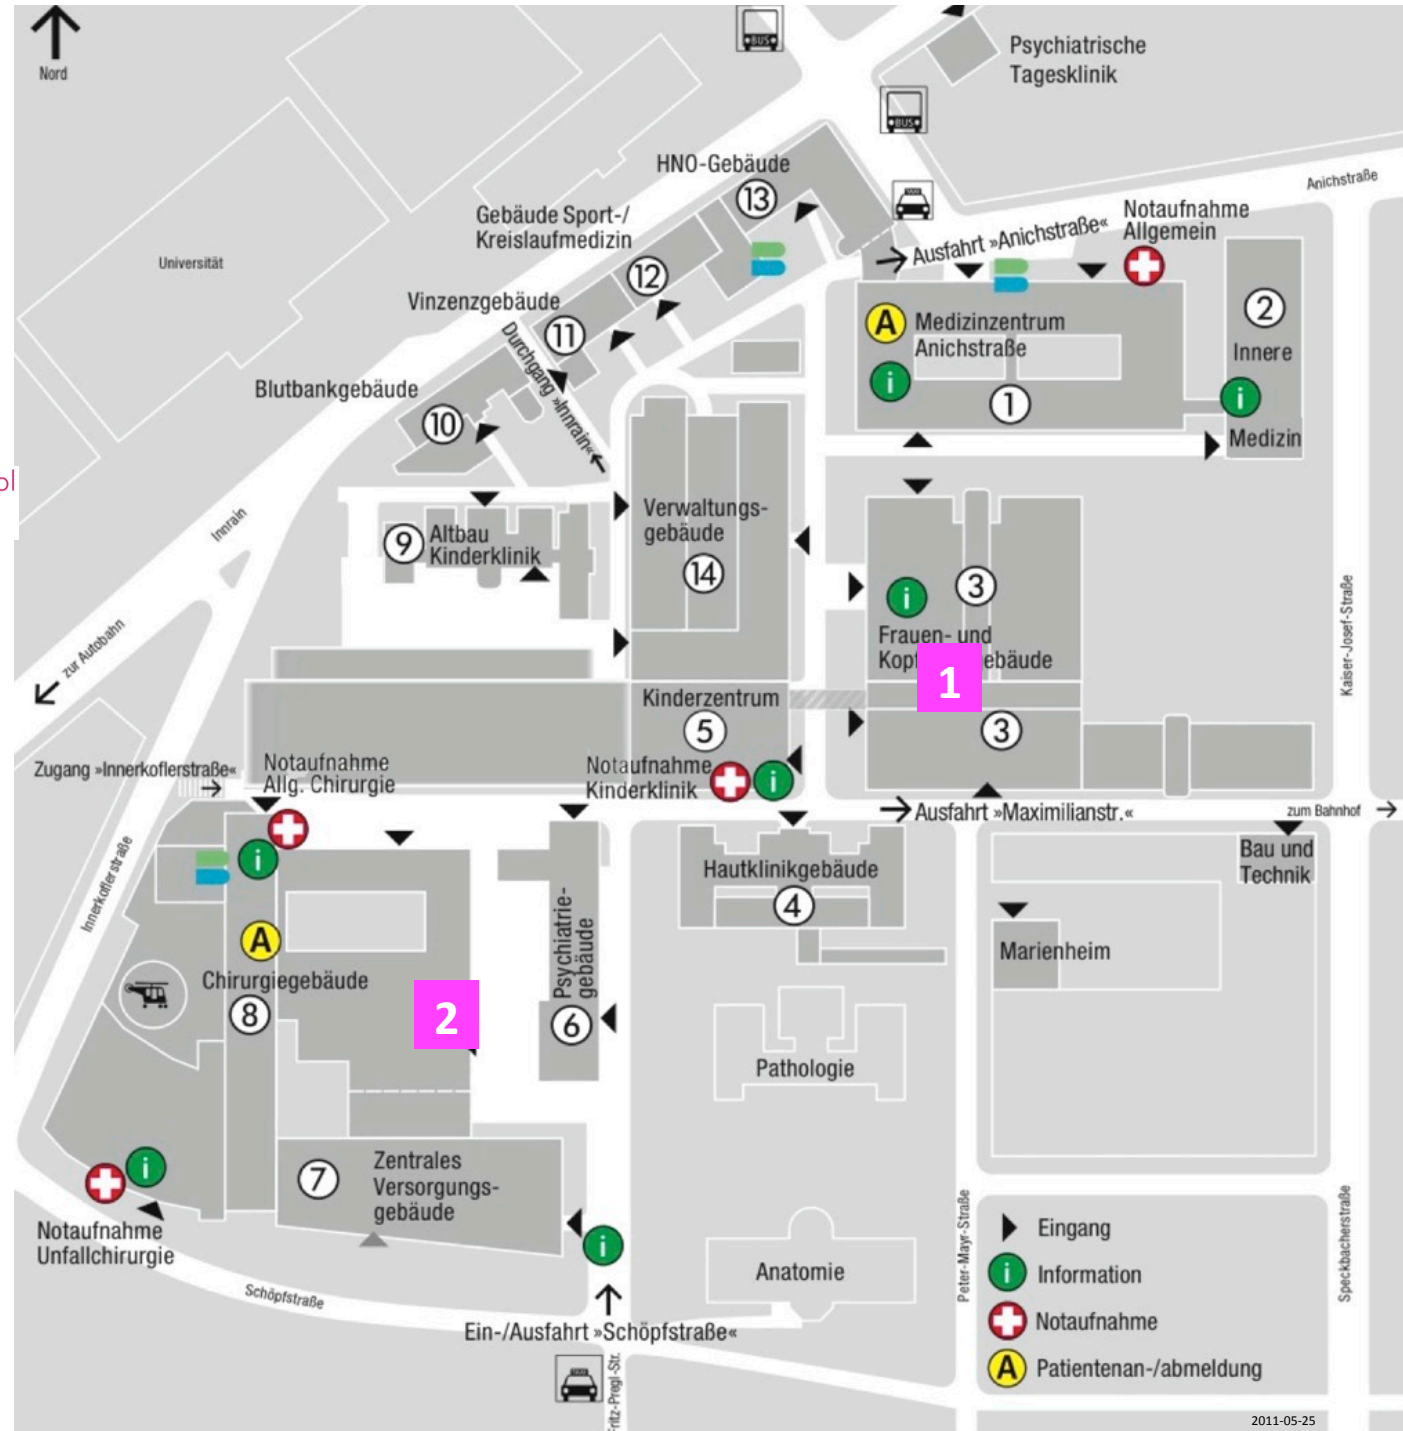 Nord
BUS
Psychiatrische
Tagesklinik
BUS
HNO-Gebäude
13
TAXI
Anichstraße
Notaufnahme
Allgemein
Gebäude Sport-/
Kreislaufmedizin
Ausfahrt »Anichstraße«
Universität
12
2
Innere
Medizin
Vinzenzgebäude
11
A
Medizinzentrum
Anichstraße
i
1
i
Durchgang »Innrain«
Blutbankgebäude
10
ol
Innrain
Verwaltungs-
gebäude
14
9
Altbau
Kinderklinik
3
i
Frauen- und
Kopf
ebäude
1
Kaiser-Josef-Straße
zur Autobahn
Kinderzentrum
5
3
Zugang »Innerkoflerstraße«
Notaufnahme
Allg. Chirurgie
Notaufnahme
Kinderklinik
i
Ausfahrt »Maximilianstr.«
zum Bahnhof
Innerkoflerstraße
i
Hautklinikgebäude
4
Bau und
Technik
A
Psychiatrie-
gebäude
6
Marienheim
Chirurgiegebäude
8
2
Pathologie
i
7
Zentrales
Versorgungs-
gebäude
Notaufnahme
Unfallchirurgie
i
Schöpfstraße
Anatomie
Peter-Mayr-Straße
Speckbacherstraße
Eingang
i
Information
Notaufnahme
A
Patientenan-/abmeldung
Ein-/Ausfahrt »Schöpfstraße«
TAXI
Fritz-Pregl-Str.
2011-05-25